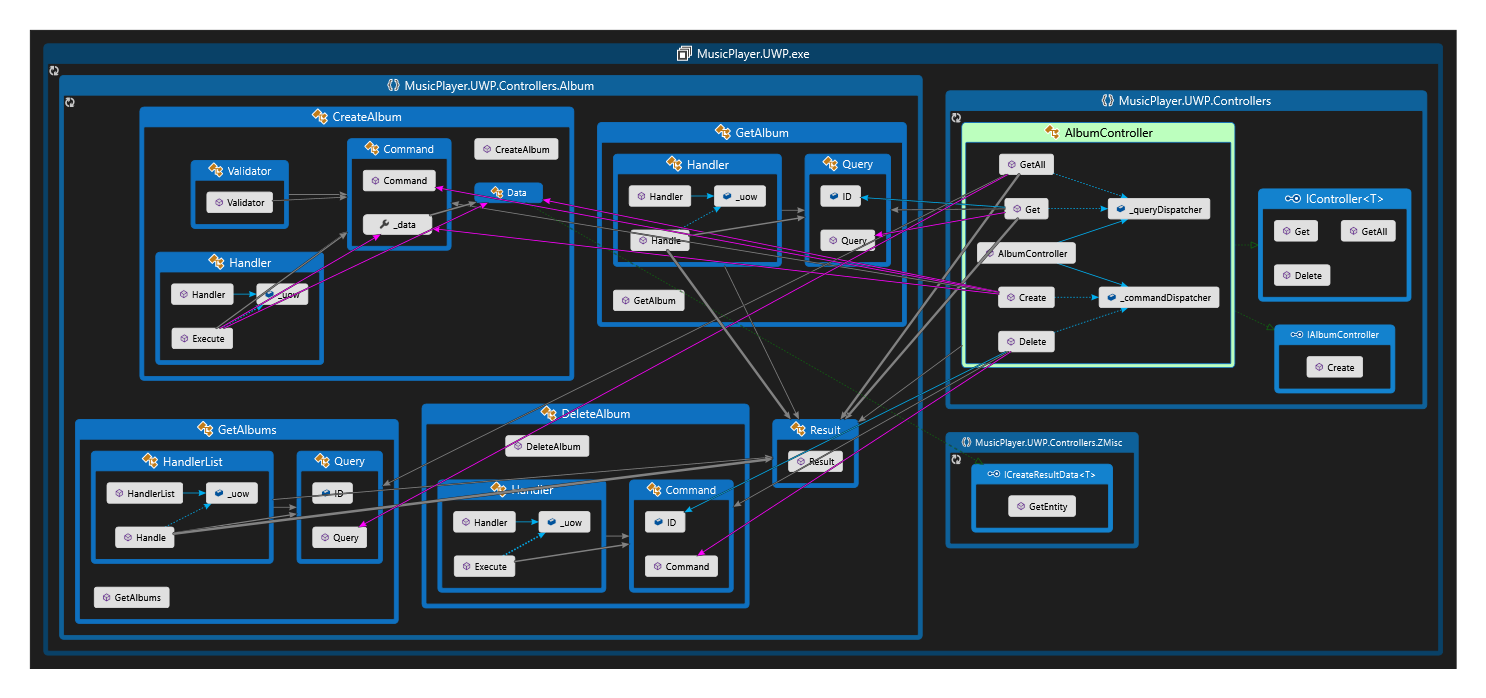 MusicPlayer.UWP.exe
MusicPlayer.UWP.Controllers.Album
CreateAlbum
Validator
Validator
Command
Command
_data
CreateAlbum
Data
Handler
Handler
_uow
Execute
GetAlbum
Handler
Handler
_uow
Handle
Query
ID
Query
GetAlbum
GetAlbums
HandlerList
HandlerList
_uow
Handle
Query
ID
Query
GetAlbums
DeleteAlbum
DeleteAlbum
Handler
Handler
_uow
Execute
Command
ID
Command
Result
Result
MusicPlayer.UWP.Controllers
AlbumController
GetAll
Get
_queryDispatcher
AlbumController
Create
_commandDispatcher
Delete
IController<T>
Get
GetAll
Delete
IAlbumController
Create
MusicPlayer.UWP.Controllers.ZMisc
ICreateResultData<T>
GetEntity